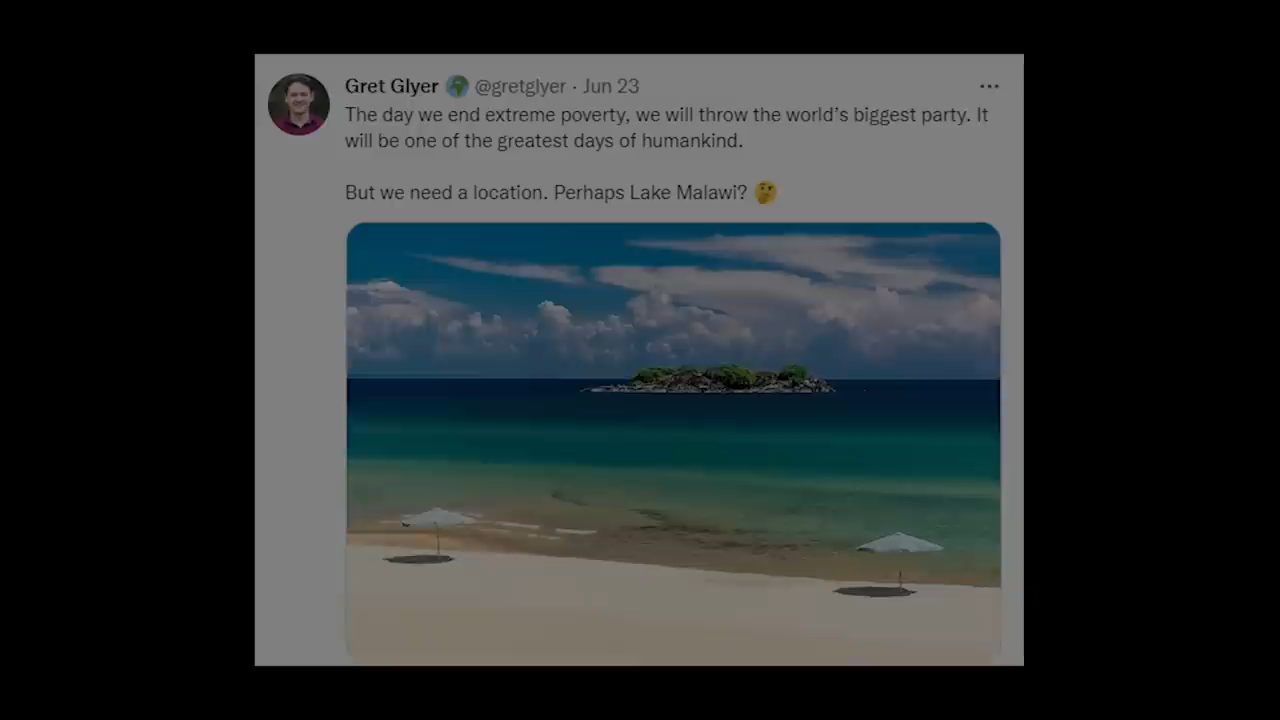 Gret Glyer 🌍 @gretglyer · Jun 23
The day we end extreme poverty, we will throw the world's biggest party. It
will be one of the greatest days of humankind.
But we need a location. Perhaps Lake Malawi? 🤔